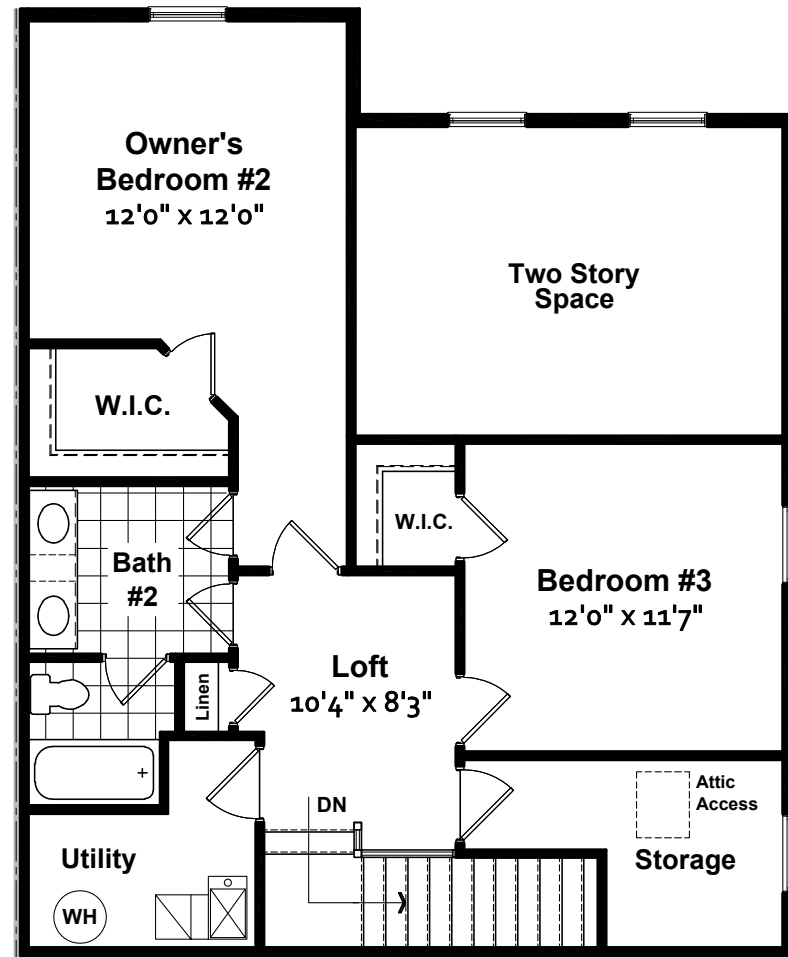 Owner's
Bedroom #2
12'0" x 12'0"
Two Story
Space
W.I.C.
W.I.C.
Bath
#2
Bedroom #3
12'0" x 11'7"
Loft
10'4" x 8'3"
Linen
DN
Attic
Access
Utility
Storage
WH